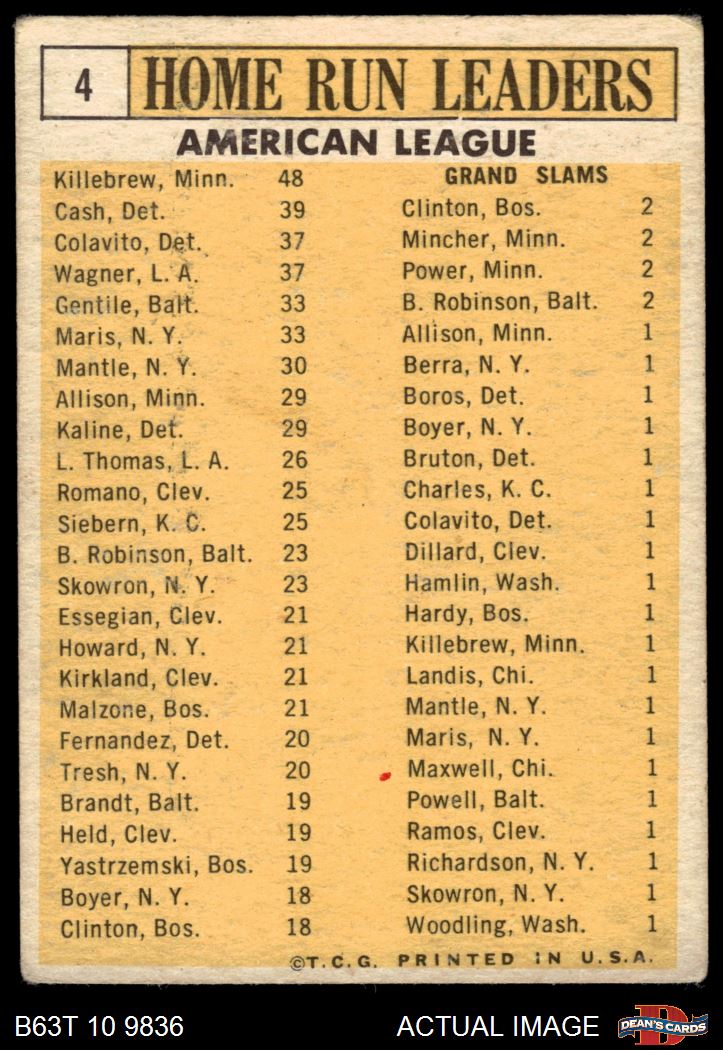 4 HOME RUN LEADERS
AMERICAN LEAGUE
Killebrew, Minn. 48
Cash, Det. 39
Colavito, Det. 37
Wagner, L. A. 37
Gentile, Balt. 33
Maris, N. Y. 33
Mantle, N. Y. 30
Allison, Minn. 29
Kaline, Det. 29
L. Thomas, L. A. 26
Romano, Clev. 25
Siebern, K. C. 25
B. Robinson, Balt. 23
Skowron, N. Y. 23
Essegian, Clev. 21
Howard, N. Y. 21
Kirkland, Clev. 21
Malzone, Bos. 21
Fernandez, Det. 20
Tresh, N. Y. 20
Brandt, Balt. 19
Held, Clev. 19
Yastrzemski, Bos. 19
Boyer, N. Y. 18
Clinton, Bos. 18
GRAND SLAMS
Clinton, Bos. 2
Mincher, Minn. 2
Power, Minn. 2
B. Robinson, Balt. 2
Allison, Minn. 1
Berra, N. Y. 1
Boros, Det. 1
Boyer, N. Y. 1
Bruton, Det. 1
Charles, K. C. 1
Colavito, Det. 1
Dillard, Clev. 1
Hamlin, Wash. 1
Hardy, Bos. 1
Killebrew, Minn. 1
Landis, Chi. 1
Mantle, N. Y. 1
Maris, N. Y. 1
Maxwell, Chi. 1
Powell, Balt. 1
Ramos, Clev. 1
Richardson, N. Y. 1
Skowron, N. Y. 1
Woodling, Wash. 1
©T.C.G. PRINTED IN U.S.A.
B63T 10 9836 ACTUAL IMAGE D DEAN'S CARDS